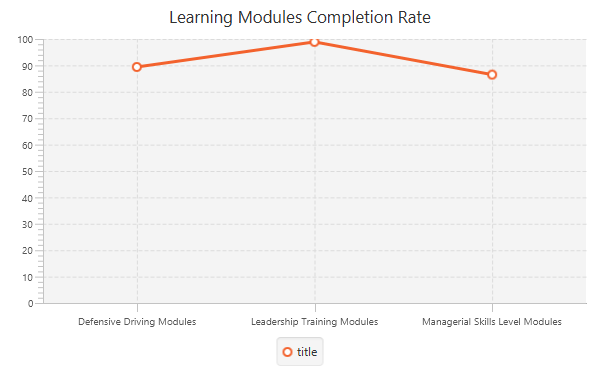 Learning Modules Completion Rate
100
90
80
70
60
50
40
30
20
10
0
Defensive Driving Modules
Leadership Training Modules
Managerial Skills Level Modules
title